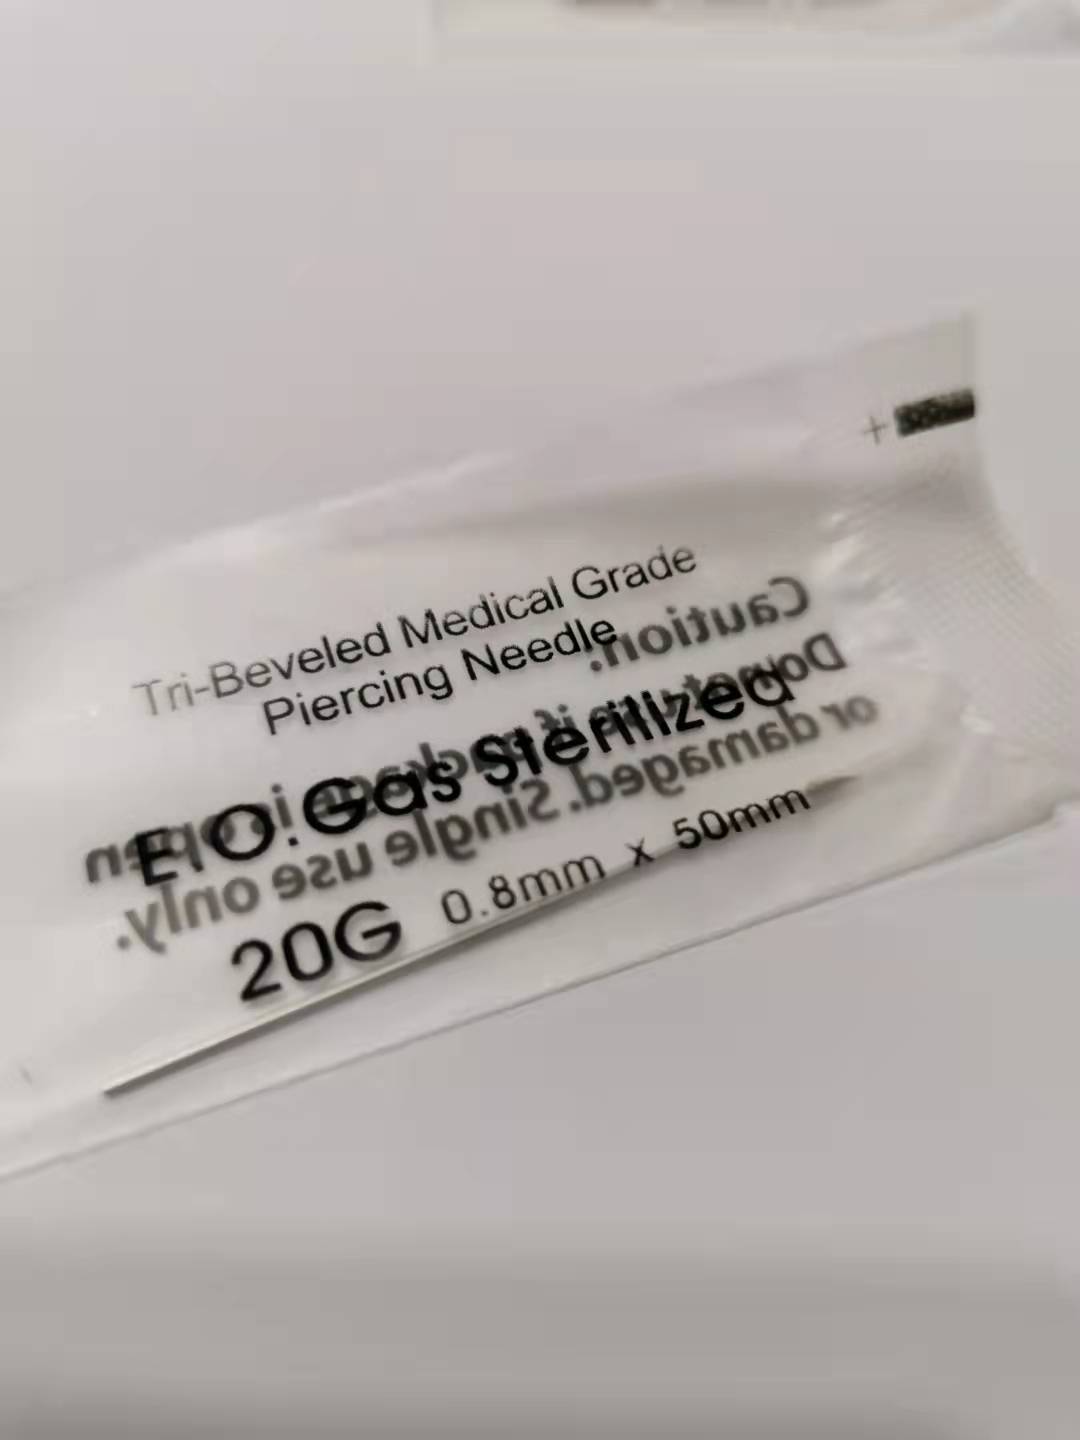 Tri-Beveled Medical Grade
Piercing Needle
E.O. Gas Sterilized
20G 0.8mm x 50mm
Caution.
Do not use if package is open
or damaged. Single use only.